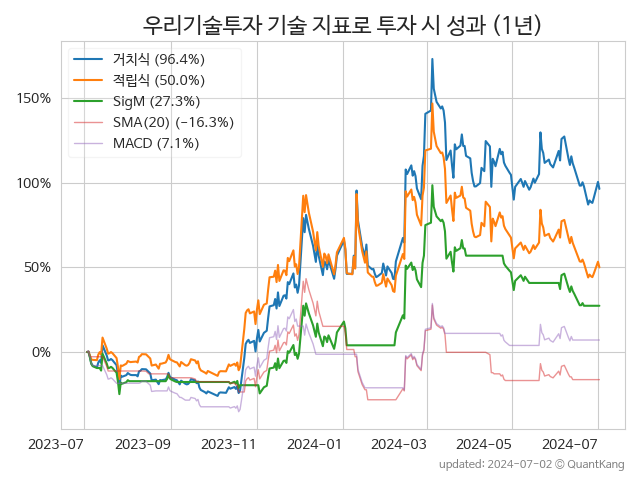 우리기술투자 기술 지표로 투자 시 성과 (1년)
거치식 (96.4%)
적립식 (50.0%)
SigM (27.3%)
SMA(20) (−16.3%)
MACD (7.1%)
150%
100%
50%
0%
2023-07 2023-09 2023-11 2024-01 2024-03 2024-05 2024-07
updated: 2024-07-02 © QuantKang